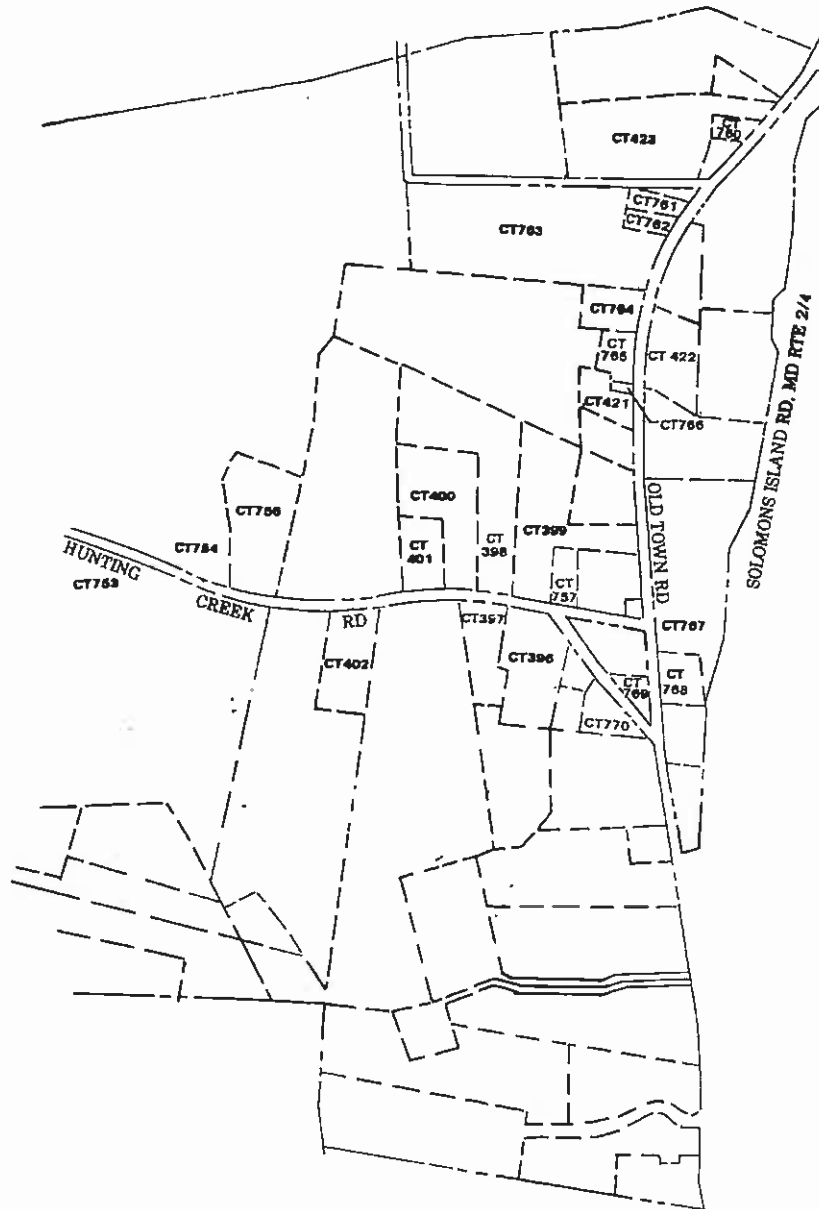 CT
760
CT423
CT761
CT762
CT763
CT764
CT
765
CT 422
CT421
CT766
SOLOMONS ISLAND RD, MD RTE 2/4
OLD TOWN RD
CT756
CT400
CT
398
CT399
CT
401
CT754
HUNTING
CREEK
RD
CT753
CT
757
CT397
CT767
CT402
CT396
CT
769
CT
768
CT770